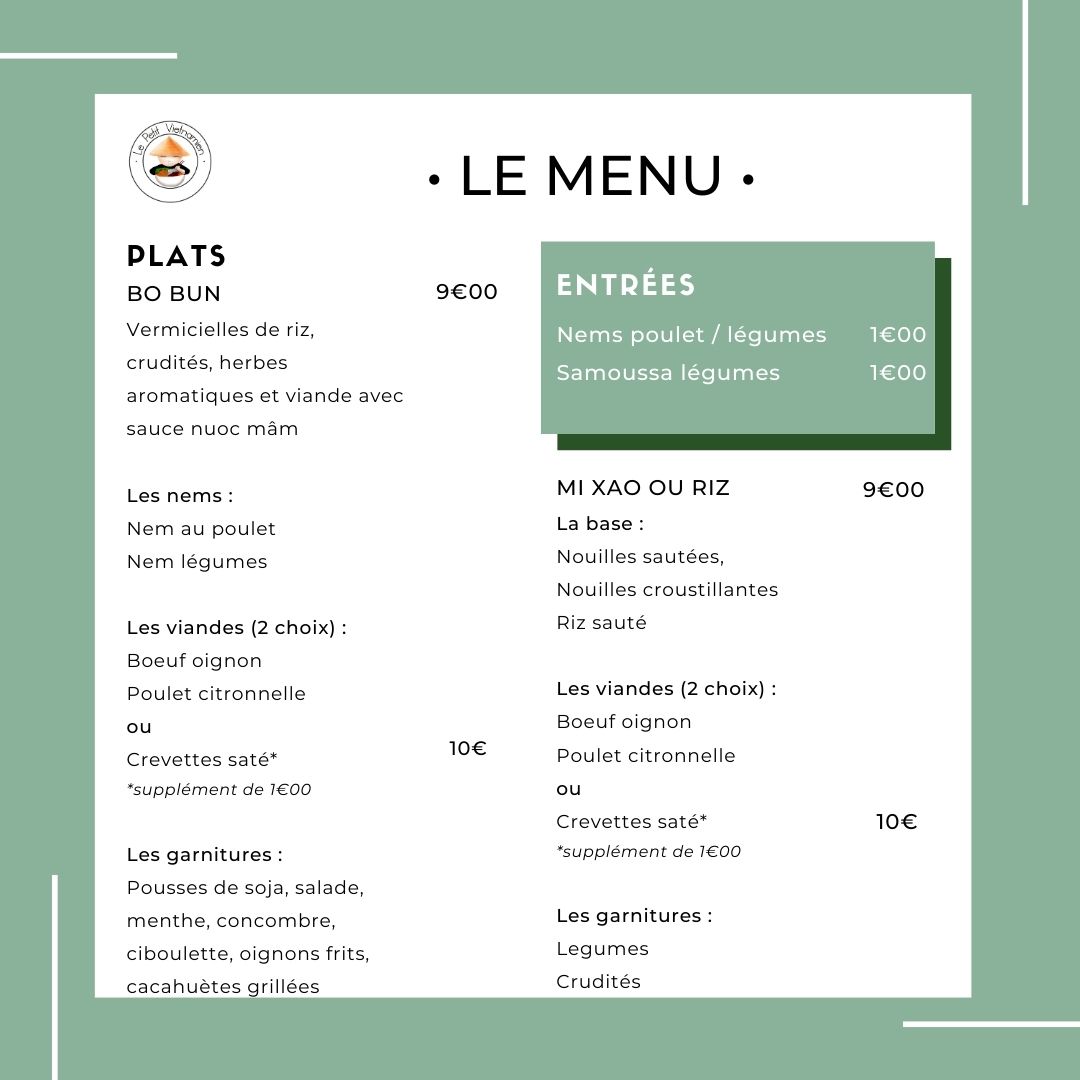 Le Petit Vietnamien
• LE MENU •
PLATS
BO BUN 9€00
Vermicielles de riz,
crudités, herbes
aromatiques et viande avec
sauce nuoc mâm
Les nems :
Nem au poulet
Nem légumes
Les viandes (2 choix) :
Boeuf oignon
Poulet citronnelle
ou
Crevettes saté* 10€
*supplément de 1€00
Les garnitures :
Pousses de soja, salade,
menthe, concombre,
ciboulette, oignons frits,
cacahuètes grillées
ENTRÉES
Nems poulet / légumes 1€00
Samoussa légumes 1€00
MI XAO OU RIZ 9€00
La base :
Nouilles sautées,
Nouilles croustillantes
Riz sauté
Les viandes (2 choix) :
Boeuf oignon
Poulet citronnelle
ou
Crevettes saté* 10€
*supplément de 1€00
Les garnitures :
Legumes
Crudités